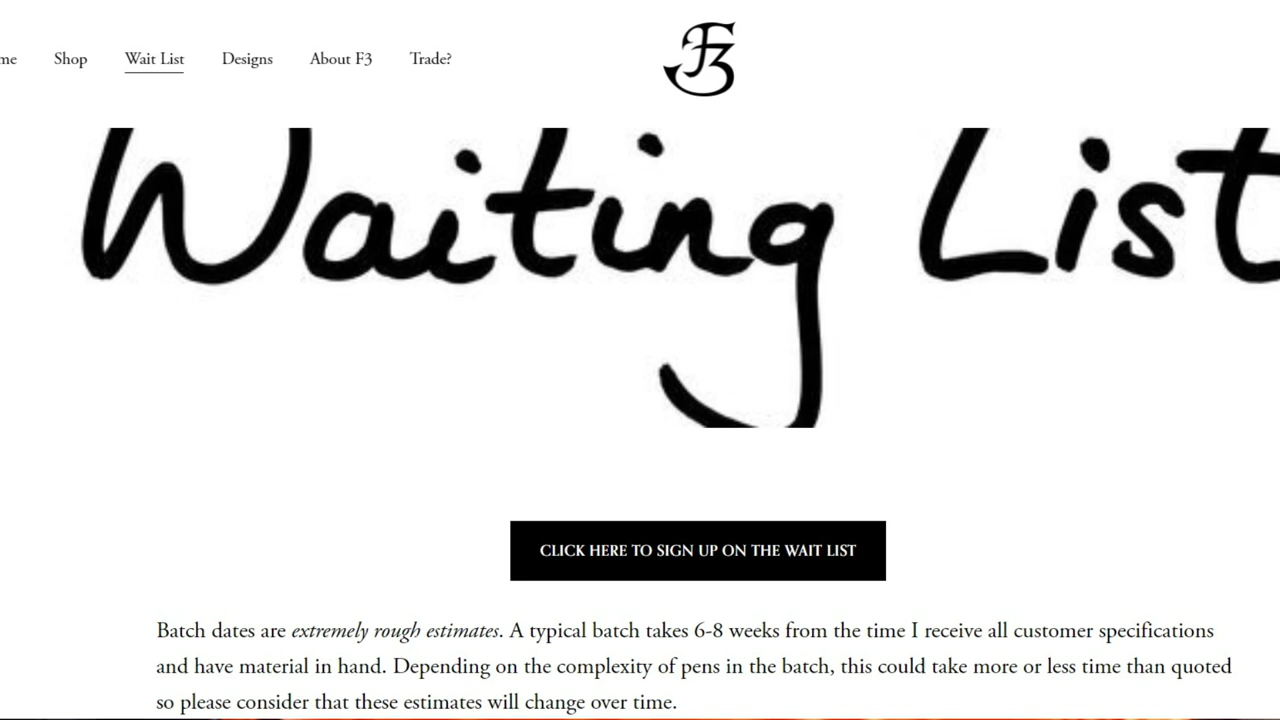 me Shop Wait List Designs About F3 Trade?
F3
Waiting List
CLICK HERE TO SIGN UP ON THE WAIT LIST
Batch dates are extremely rough estimates. A typical batch takes 6-8 weeks from the time I receive all customer specifications
and have material in hand. Depending on the complexity of pens in the batch, this could take more or less time than quoted
so please consider that these estimates will change over time.